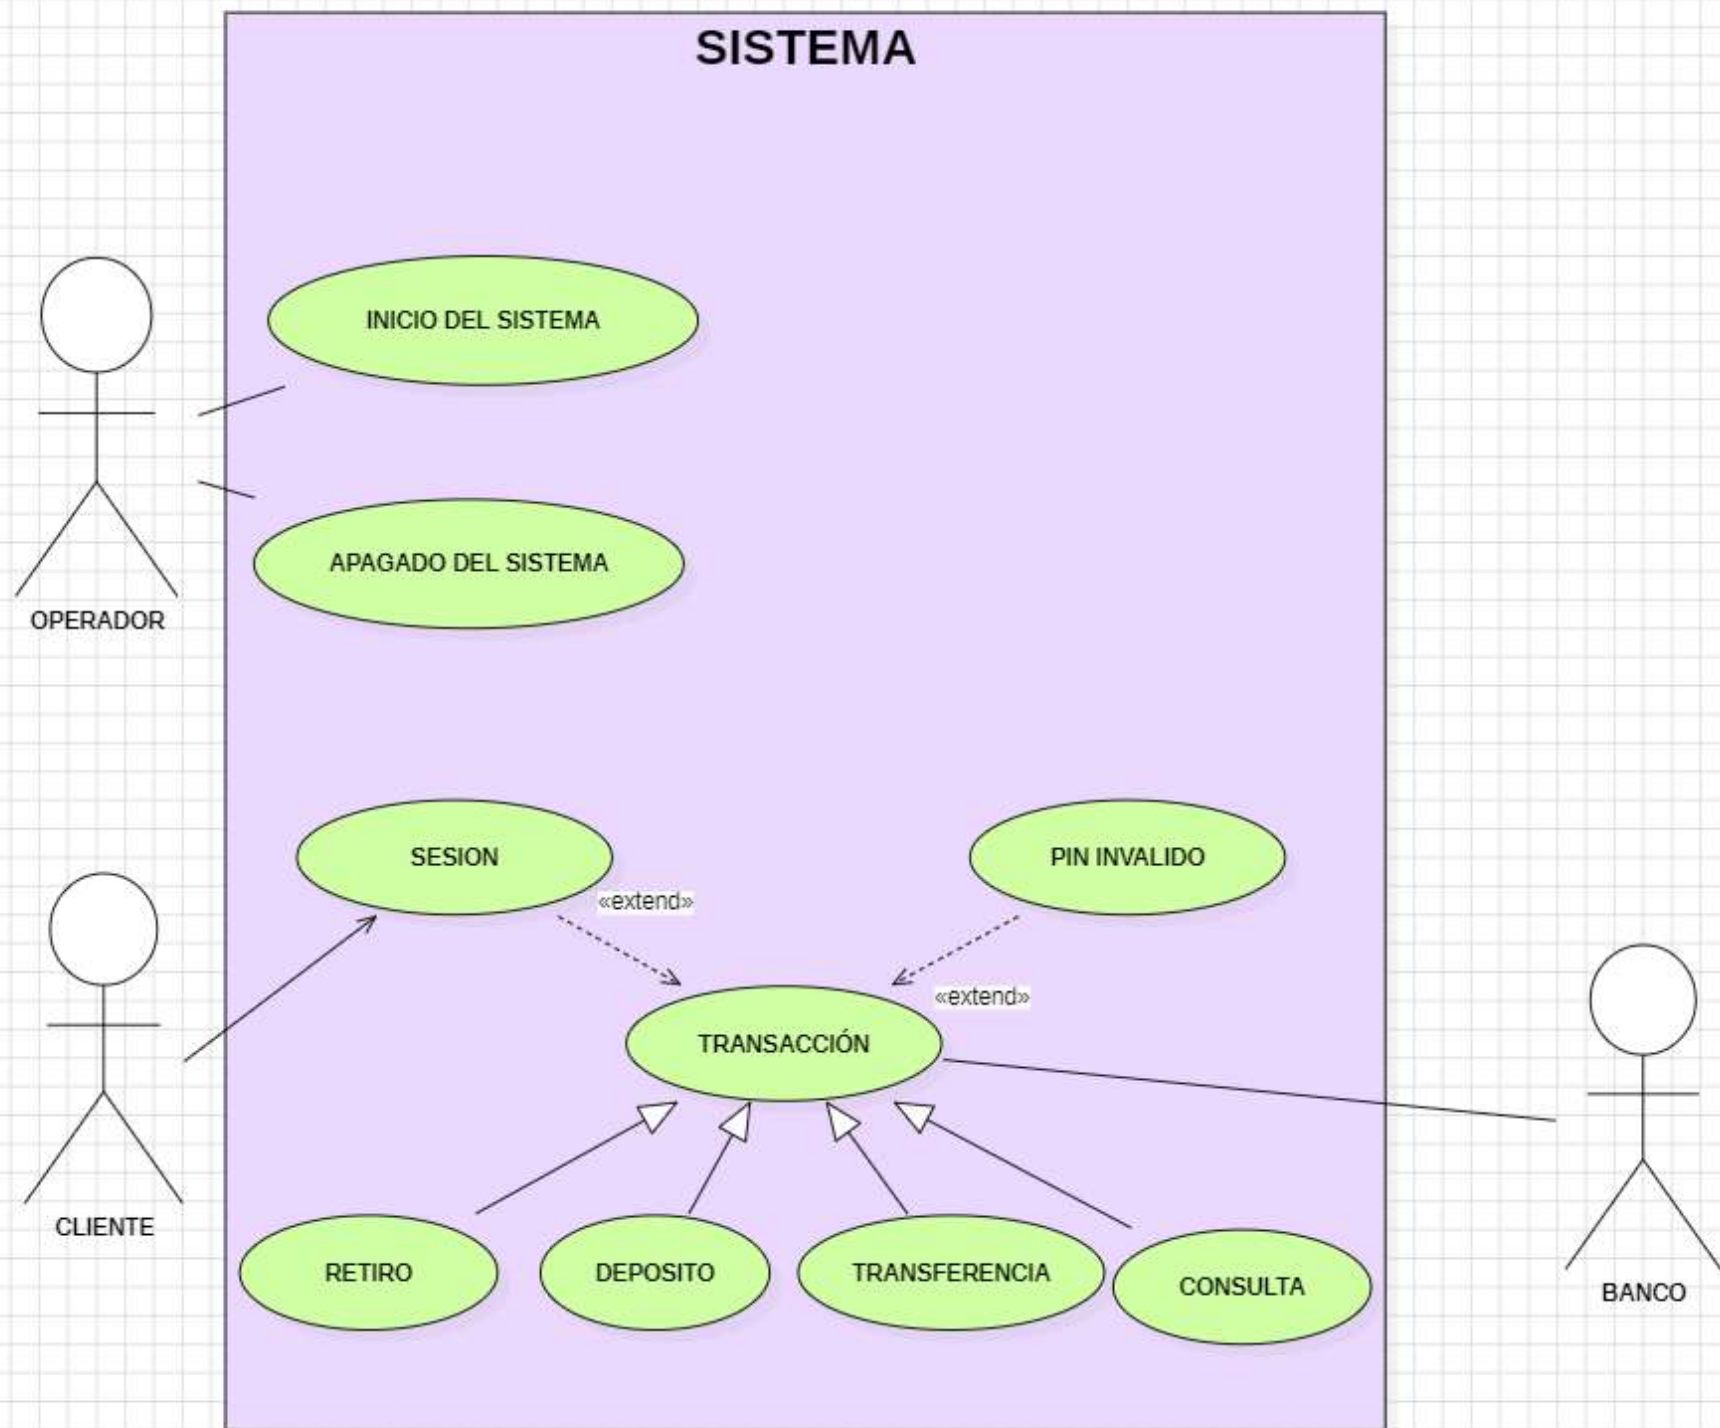 SISTEMA
INICIO DEL SISTEMA
APAGADO DEL SISTEMA
OPERADOR
SESION
PIN INVALIDO
«extend»
«extend»
TRANSACCIÓN
CLIENTE
RETIRO
DEPOSITO
TRANSFERENCIA
CONSULTA
BANCO